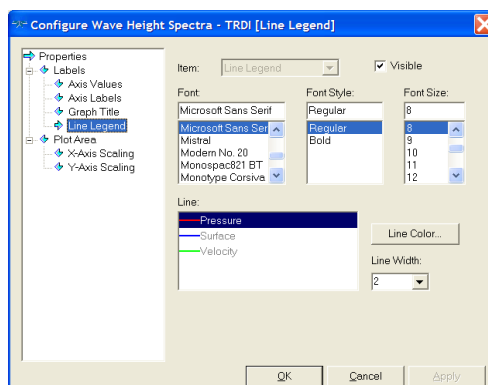 Configure Wave Height Spectra - TRDI [Line Legend]
Properties
Labels
Axis Values
Axis Labels
Graph Title
Line Legend
Plot Area
X-Axis Scaling
Y-Axis Scaling
Item: Line Legend
Visible
Font: Font Style: Font Size:
Microsoft Sans Serif Regular 8
Microsoft Sans Ser Regular 8
Mistral Bold 9
Modern No. 20 10
Monospac821 BT 11
Monotype Corsiva 12
Line:
Pressure
Surface
Velocity
Line Color...
Line Width:
2
OK Cancel Apply